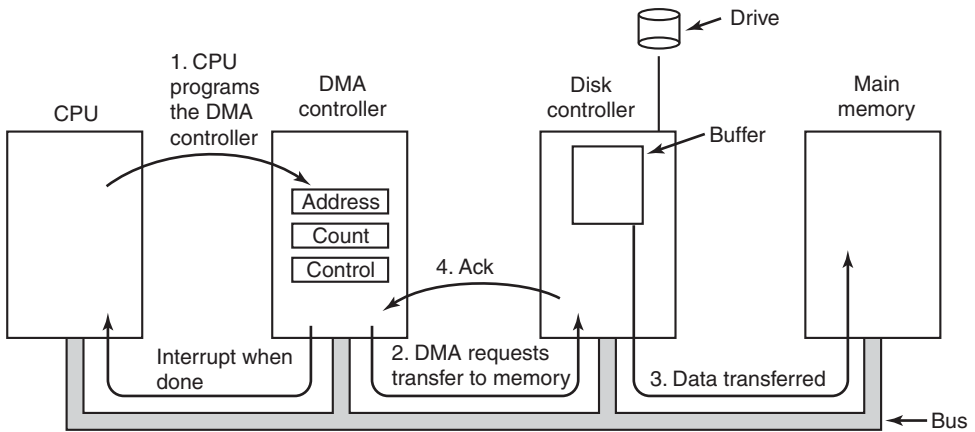 Drive
1. CPU
programs
the DMA
controller
DMA
controller
Disk
controller
Main
memory
CPU
Buffer
Address
Count
Control
4. Ack
Interrupt when
done
2. DMA requests
transfer to memory
3. Data transferred
Bus